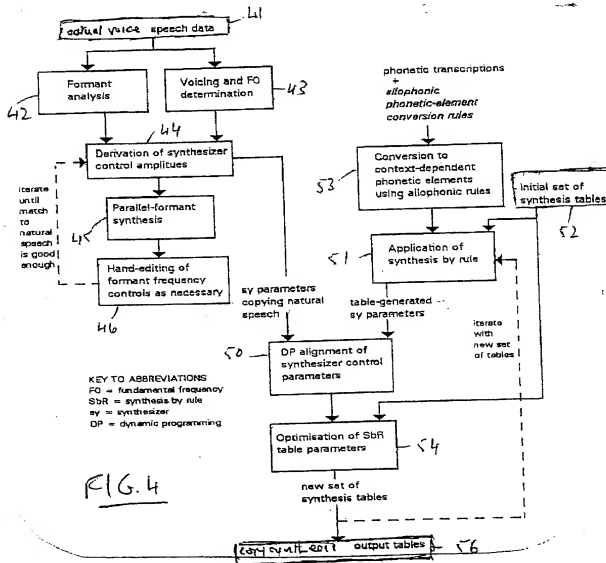 actual voice speech data
41
Formant
analysis
42
Voicing and FO
determination
43
44
Derivation of synthesizer
control amplitues
iterate
until
match
to
natural
speech
is good
enough
Parallel-formant
synthesis
45
Hand-editing of
formant frequency
controls as necessary
46
phonetic transcriptions
+
allophonic
phonetic-element
conversion rules
53
Conversion to
context-dependent
phonetic elements
using allophonic rules
Initial set of
synthesis tables
52
51
Application of
synthesis by rule
sy parameters
copying natural
speech
table-generated
sy parameters
iterate
with
new set
of tables
50
DP alignment of
synthesizer control
parameters
KEY TO ABBREVIATIONS
FO = fundamental frequency
SbR = synthesis by rule
sy = synthesizer
DP = dynamic programming
Optimisation of SbR
table parameters
54
FIG.4
new set of
synthesis tables
output tables
56